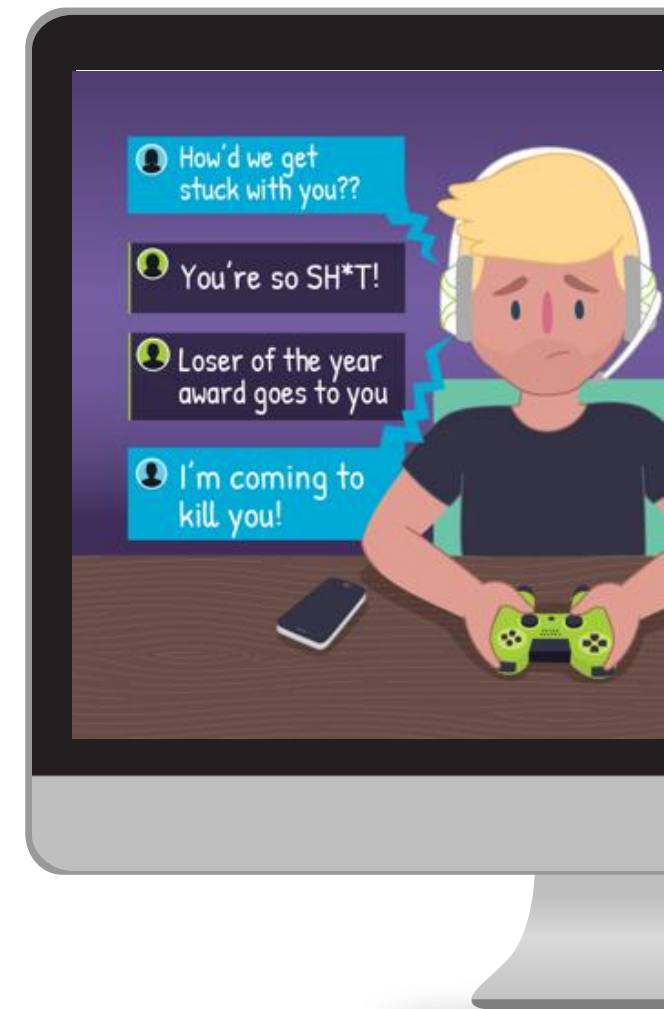 How'd we get
stuck with you??
You're so SH*T!
Loser of the year
award goes to you
I'm coming to
kill you!